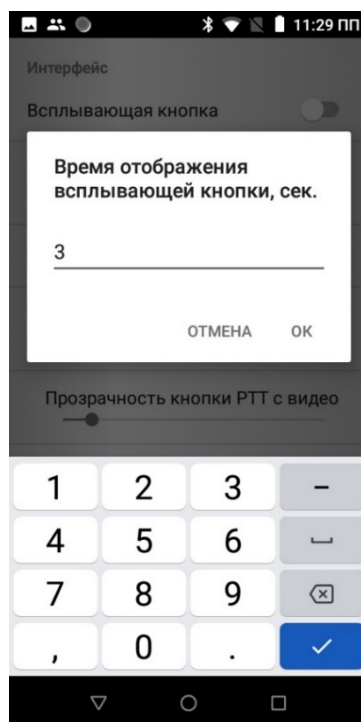 11:29 ПП
Интерфейс
Всплывающая кнопка
Время отображения
всплывающей кнопки, сек.
3
ОТМЕНА ОК
Прозрачность кнопки PTT с видео
1 2 3 -
4 5 6
7 8 9
, 0 .